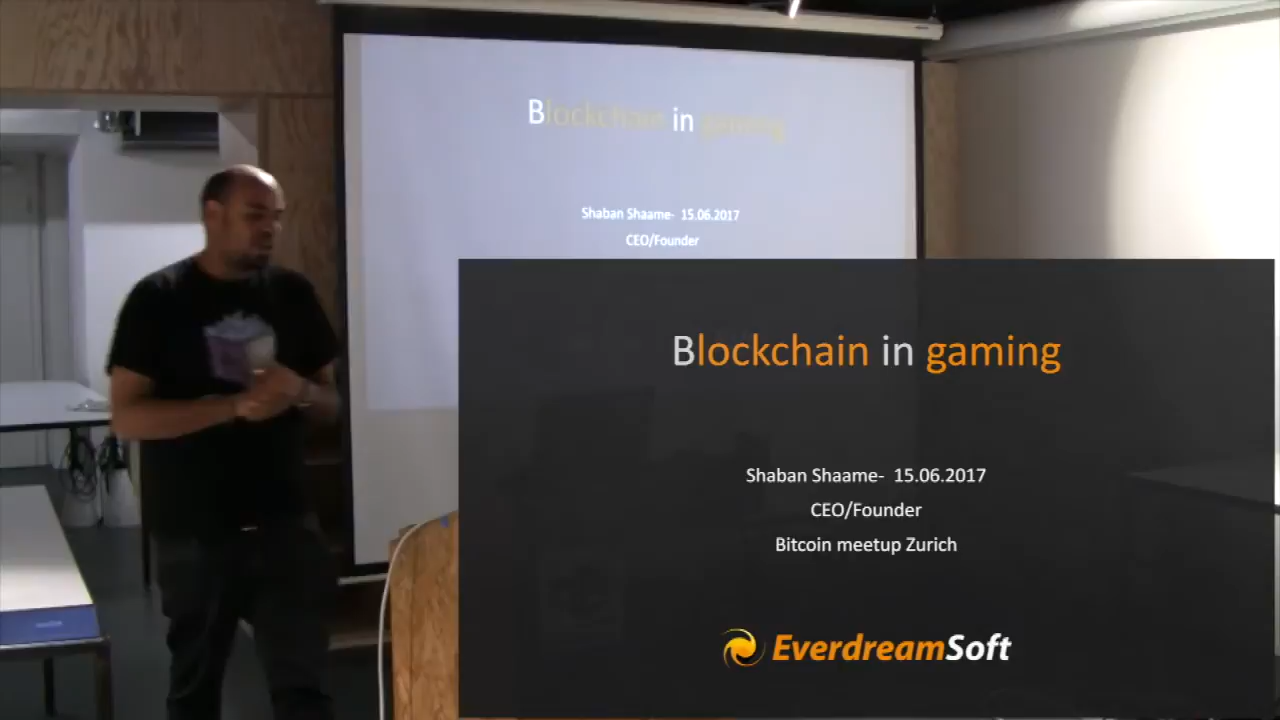 Blockchain in gaming
Shaban Shaame- 15.06.2017
CEO/Founder
Blockchain in gaming
Shaban Shaame- 15.06.2017
CEO/Founder
Bitcoin meetup Zurich
EverdreamSoft